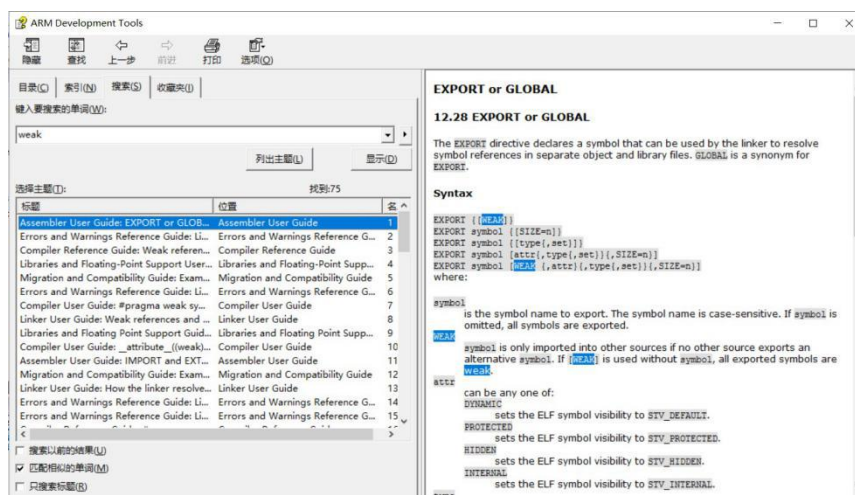 ARM Development Tools
隐藏 查找 上一步 前进 打印 选项(O)
目录(C) 索引(N) 搜索(S) 收藏夹(I)
键入要搜索的单词(W):
weak
列出主题(L) 显示(D)
选择主题(T): 找到:75
标题 位置 名
Assembler User Guide: EXPORT or GLOB... Assembler User Guide 1
Errors and Warnings Reference Guide: Li... Errors and Warnings Reference G... 2
Compiler Reference Guide: Weak referen... Compiler Reference Guide 3
Libraries and Floating-Point Support User... Libraries and Floating-Point Supp... 4
Migration and Compatibility Guide: Exam... Migration and Compatibility Guide 5
Errors and Warnings Reference Guide: Li... Errors and Warnings Reference G... 6
Compiler User Guide: #pragma weak sy... Compiler User Guide 7
Linker User Guide: Weak references and ... Linker User Guide 8
Libraries and Floating Point Support Guid... Libraries and Floating Point Supp... 9
Compiler User Guide: __attribute__((weak)... Compiler User Guide 10
Assembler User Guide: IMPORT and EXT... Assembler User Guide 11
Migration and Compatibility Guide: Exam... Migration and Compatibility Guide 12
Linker User Guide: How the linker resolve... Linker User Guide 13
Errors and Warnings Reference Guide: Li... Errors and Warnings Reference G... 14
Errors and Warnings Reference Guide: Li... Errors and Warnings Reference G... 15
搜索以前的结果(U)
匹配相似的单词(M)
只搜索标题(R)
EXPORT or GLOBAL
12.28 EXPORT or GLOBAL
The EXPORT directive declares a symbol that can be used by the linker to resolve
symbol references in separate object and library files. GLOBAL is a synonym for
EXPORT.
Syntax
EXPORT {[WEAK]}
EXPORT symbol {[SIZE=n]}
EXPORT symbol {[type{,set}]}
EXPORT symbol [attr{,type{,set}}{,SIZE=n}]
EXPORT symbol [WEAK {,attr}{,type{,set}}{,SIZE=n}]
where:
symbol
is the symbol name to export. The symbol name is case-sensitive. If symbol is
omitted, all symbols are exported.
WEAK
symbol is only imported into other sources if no other source exports an
alternative symbol. If [WEAK] is used without symbol, all exported symbols are
weak.
attr
can be any one of:
DYNAMIC
sets the ELF symbol visibility to STV_DEFAULT.
PROTECTED
sets the ELF symbol visibility to STV_PROTECTED.
HIDDEN
sets the ELF symbol visibility to STV_HIDDEN.
INTERNAL
sets the ELF symbol visibility to STV_INTERNAL.